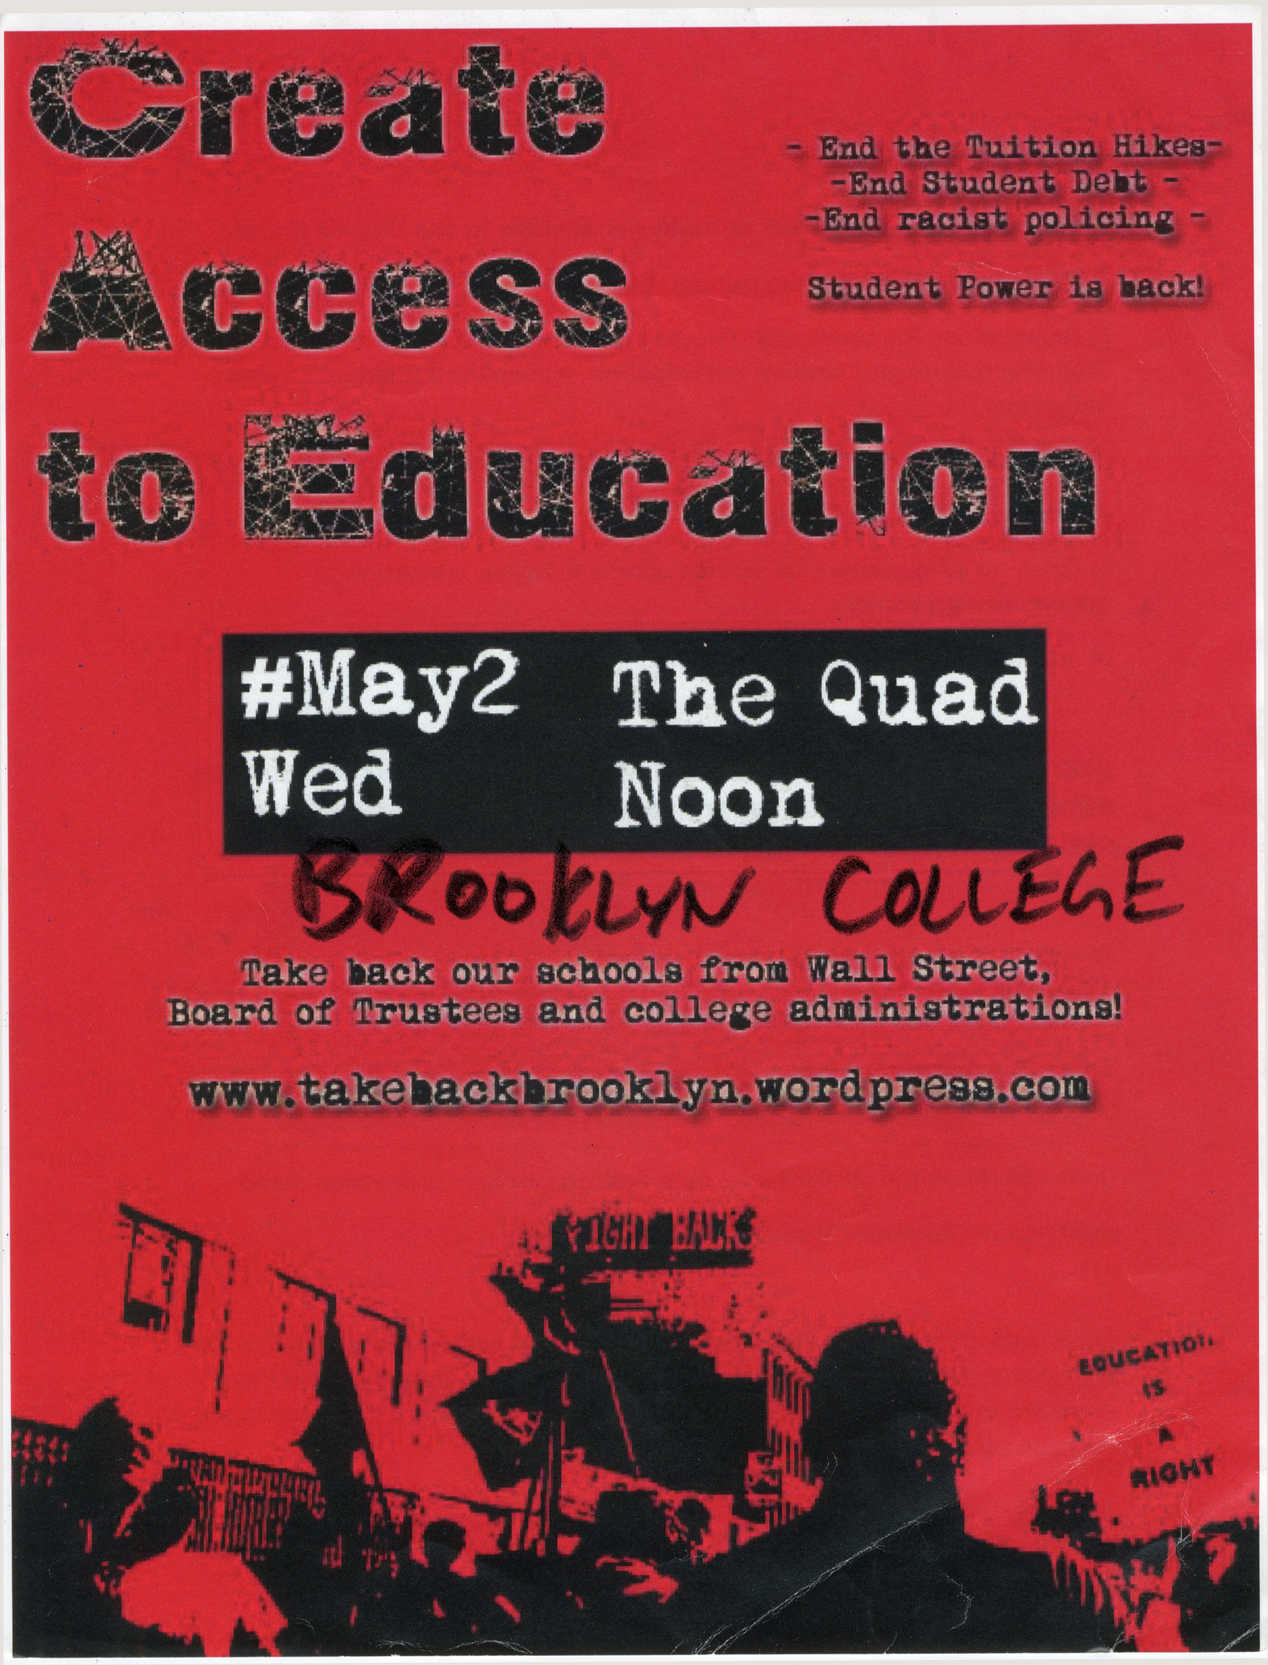 Create
Access
to Education
- End the Tuition Hikes-
-End Student Debt -
-End racist policing -
Student Power is back!
#May2 The Quad
Wed Noon
BROOKLYN COLLEGE
Take back our schools from Wall Street,
Board of Trustees and college administrations!
www.takebackbrooklyn.wordpress.com
FIGHT BACK
EDUCATION
IS
A
RIGHT